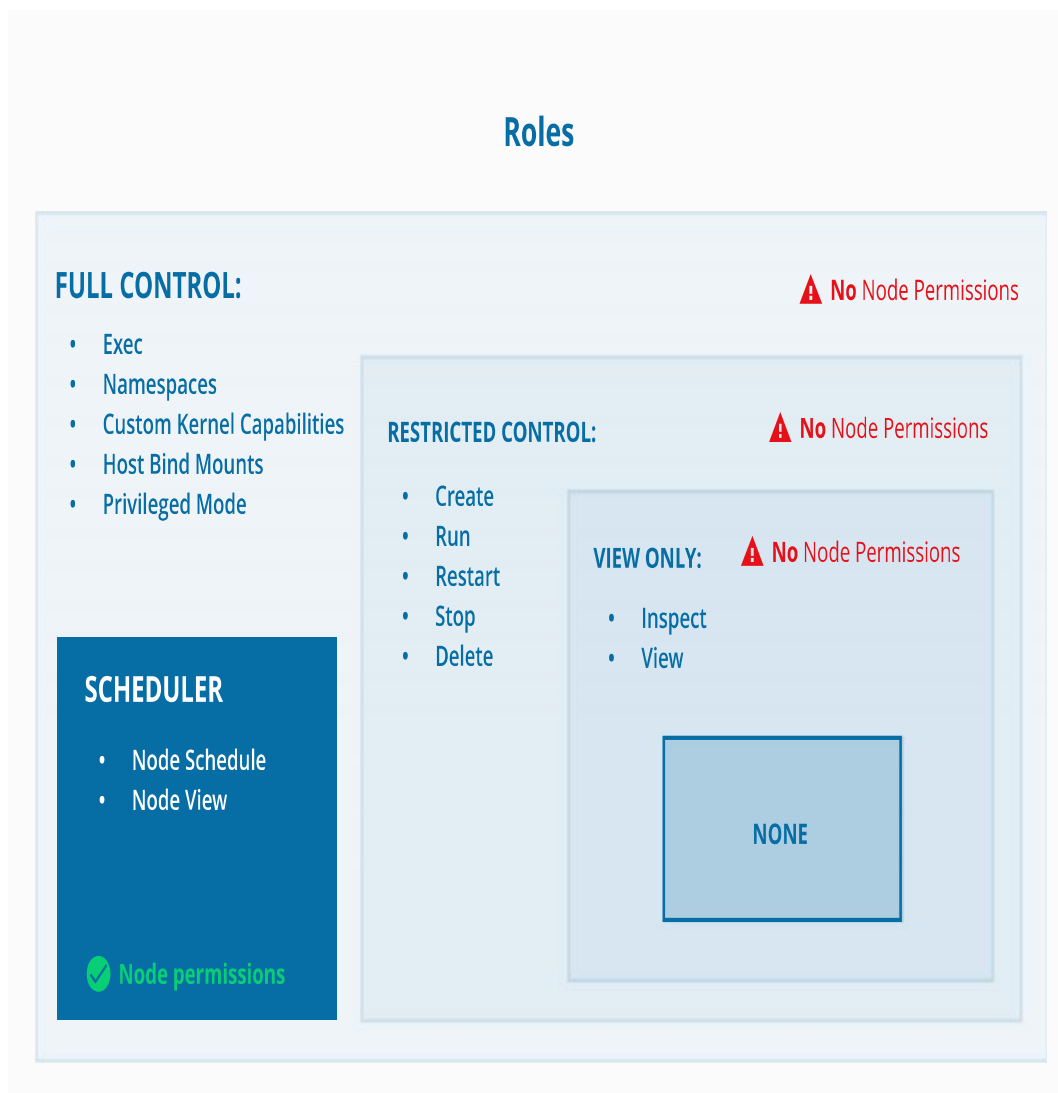 Roles
FULL CONTROL:
No Node Permissions
• Exec
• Namespaces
• Custom Kernel Capabilities
• Host Bind Mounts
• Privileged Mode
RESTRICTED CONTROL:
No Node Permissions
• Create
• Run
• Restart
• Stop
• Delete
VIEW ONLY:
No Node Permissions
• Inspect
• View
NONE
SCHEDULER
• Node Schedule
• Node View
Node permissions